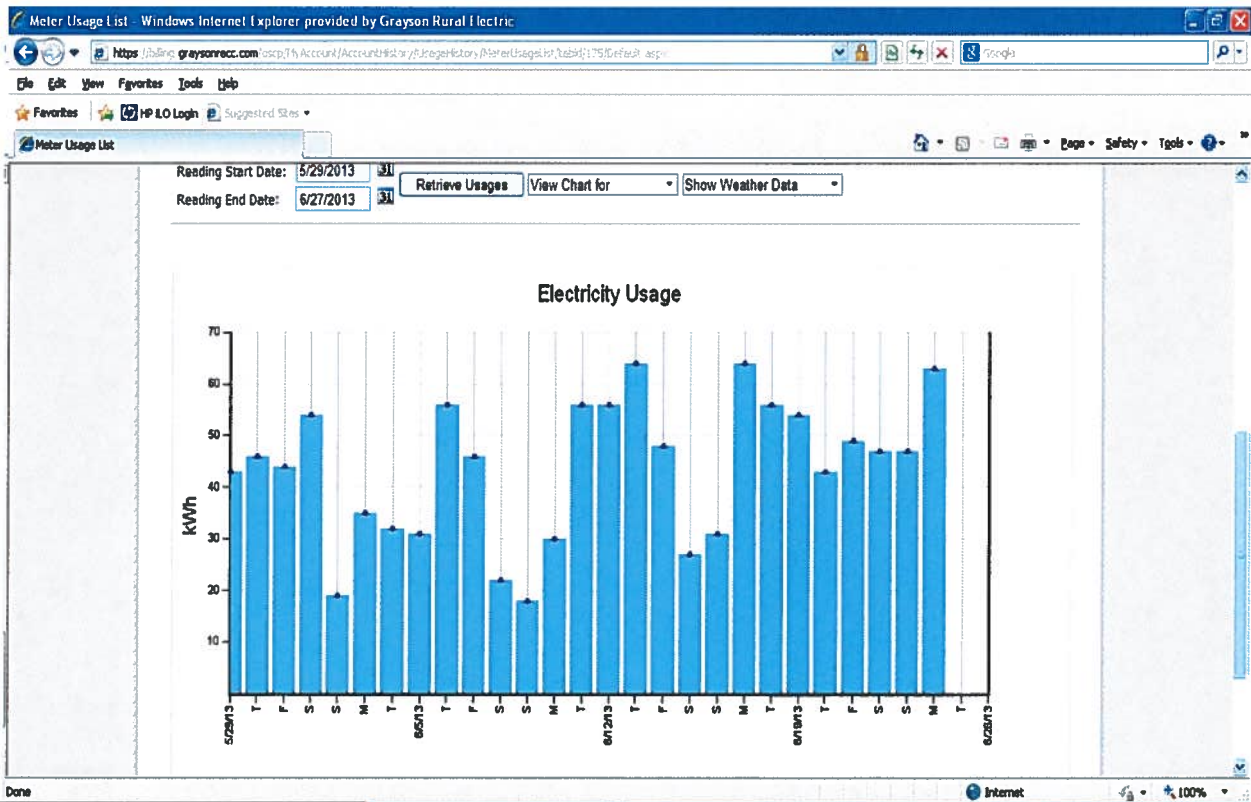 Meter Usage List - Windows Internet Explorer provided by Grayson Rural Electric
graysonrecc.com
Google
File Edit View Favorites Tools Help
Favorites HP iLO Login Suggested Sites
Meter Usage List Page Safety Tools
Reading Start Date: 5/29/2013 31
Retrieve Usages View Chart for Show Weather Data
Reading End Date: 6/27/2013 31
Electricity Usage
70
60
50
40
30
20
10
kWh
5/29/13 T F S S M T 6/5/13 T F S S M T 6/12/13 T F S S M T 6/19/13 T F S S M T 6/26/13
Done Internet 100%